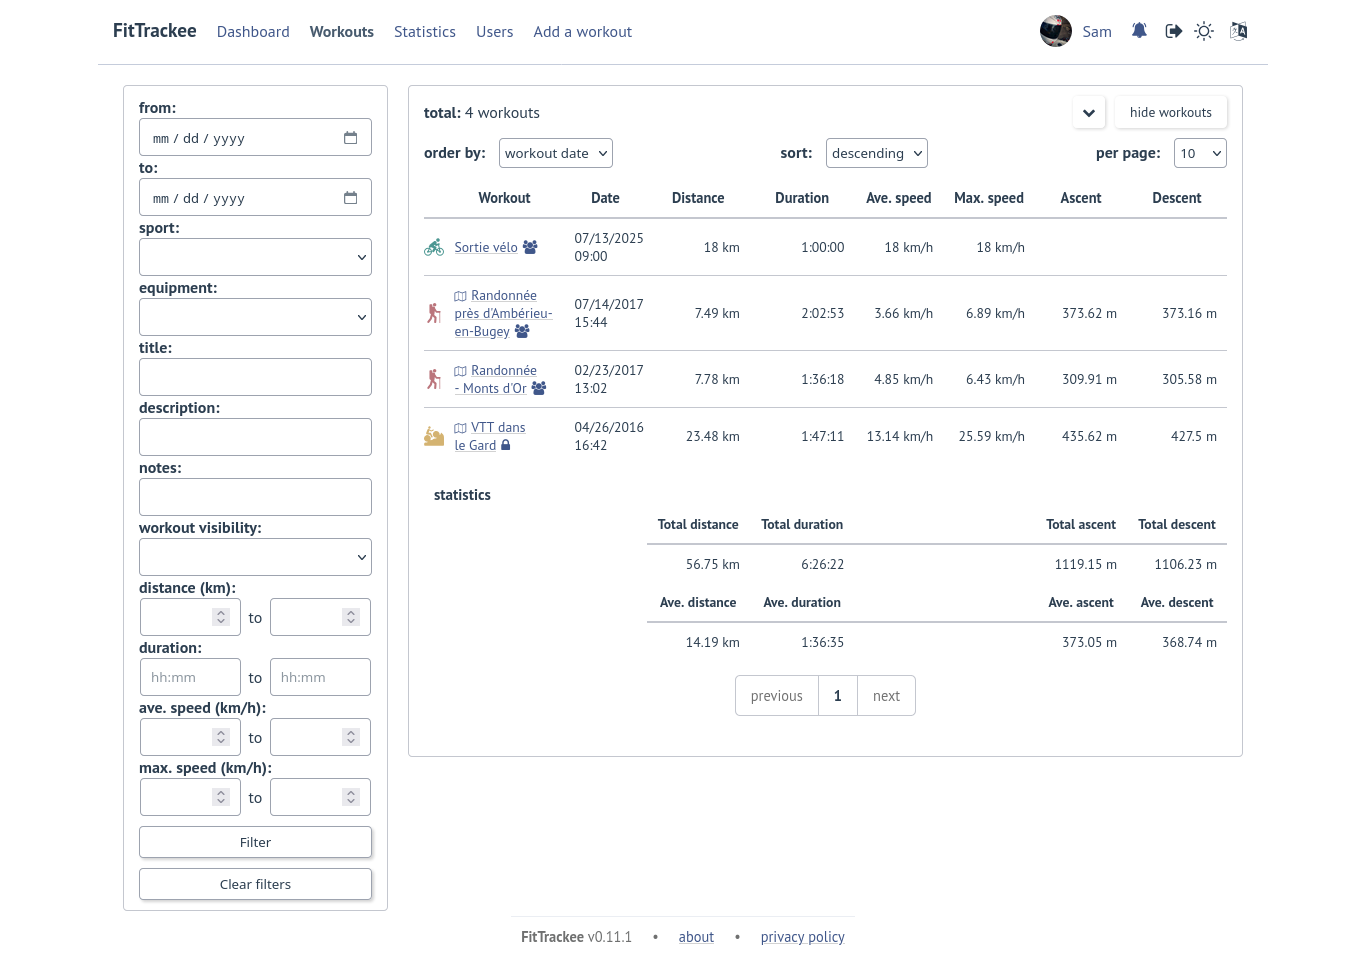 FitTrackee Dashboard Workouts Statistics Users Add a workout Sam
from:
mm / dd / yyyy
to:
mm / dd / yyyy
sport:
equipment:
title:
description:
notes:
workout visibility:
distance (km):
to
duration:
hh:mm to hh:mm
ave. speed (km/h):
to
max. speed (km/h):
to
Filter
Clear filters
total: 4 workouts hide workouts
order by: workout date sort: descending per page: 10
Workout Date Distance Duration Ave. speed Max. speed Ascent Descent
Sortie vélo 07/13/2025 09:00 18 km 1:00:00 18 km/h 18 km/h
Randonnée près d'Ambérieu-en-Bugey 07/14/2017 15:44 7.49 km 2:02:53 3.66 km/h 6.89 km/h 373.62 m 373.16 m
Randonnée - Monts d'Or 02/23/2017 13:02 7.78 km 1:36:18 4.85 km/h 6.43 km/h 309.91 m 305.58 m
VTT dans le Gard 04/26/2016 16:42 23.48 km 1:47:11 13.14 km/h 25.59 km/h 435.62 m 427.5 m
statistics
Total distance Total duration Total ascent Total descent
56.75 km 6:26:22 1119.15 m 1106.23 m
Ave. distance Ave. duration Ave. ascent Ave. descent
14.19 km 1:36:35 373.05 m 368.74 m
previous 1 next
FitTrackee v0.11.1 • about • privacy policy